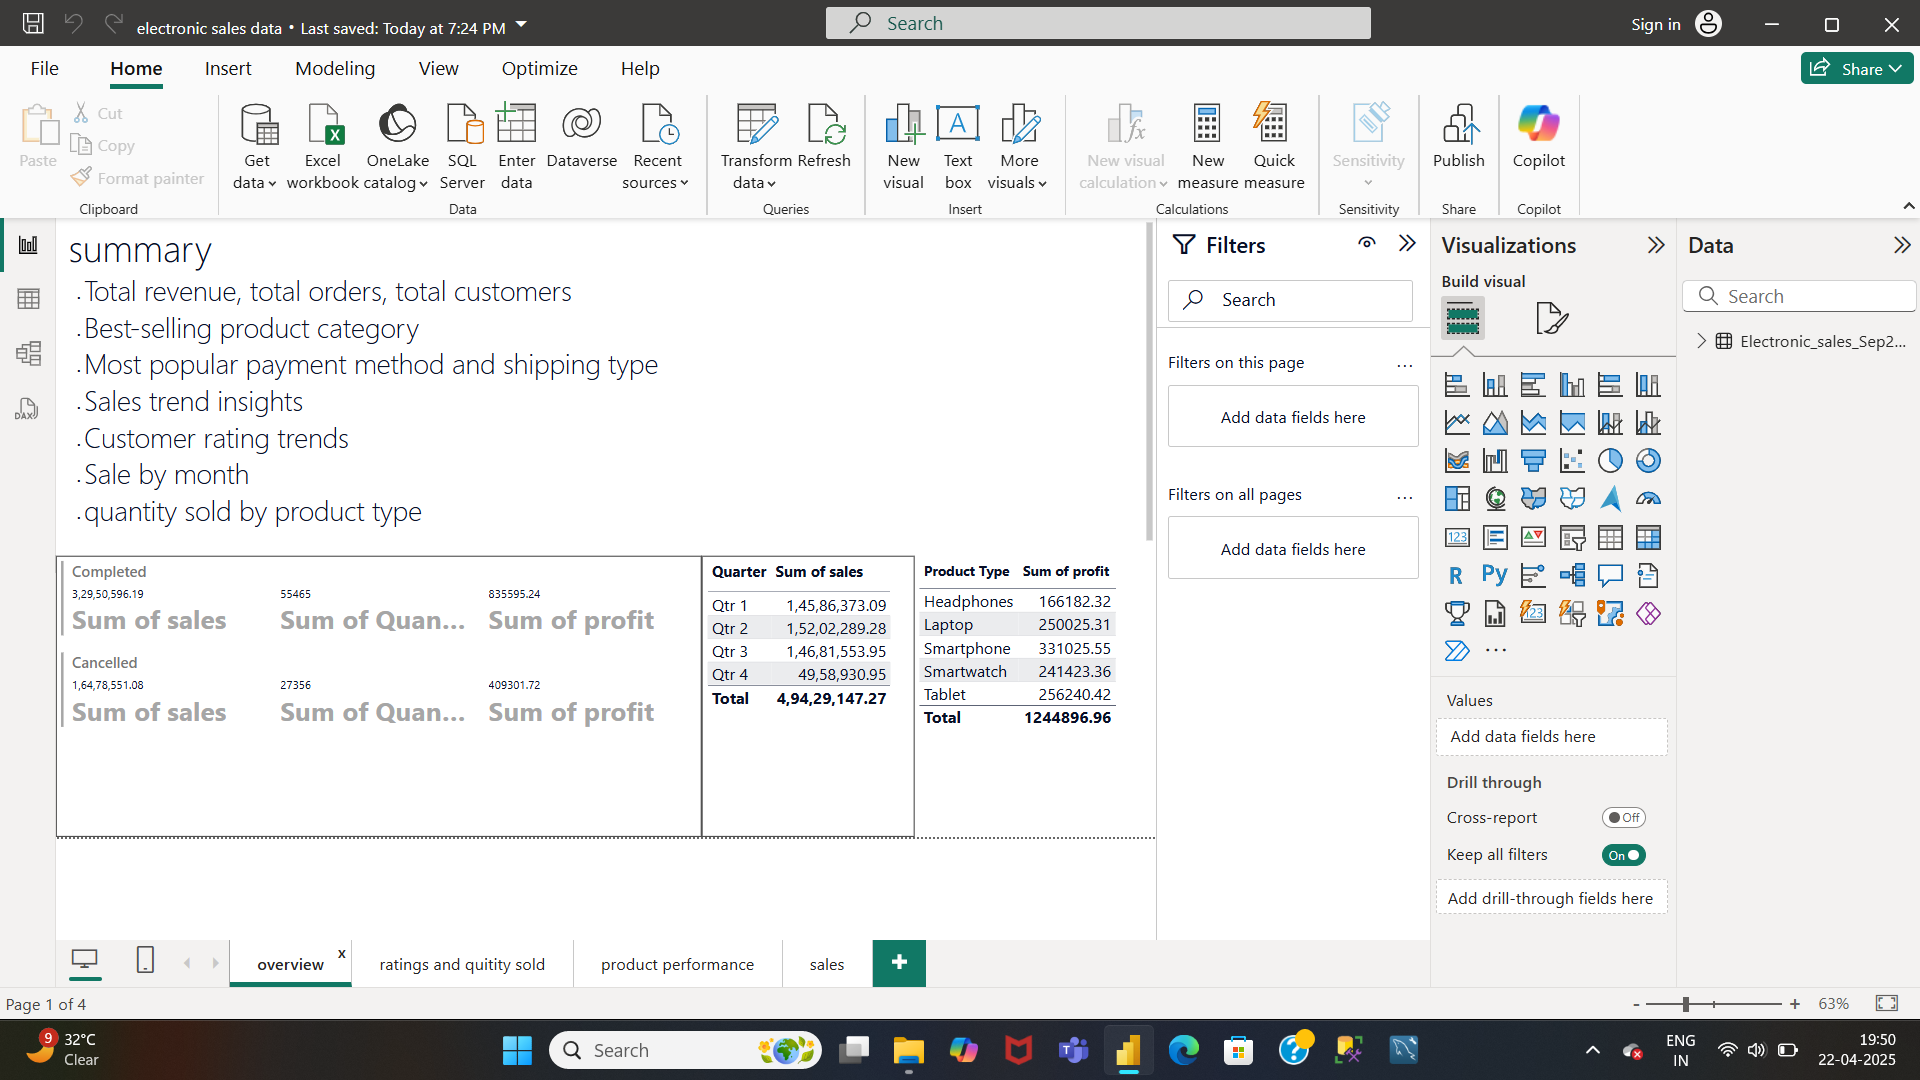 electronic sales data • Last saved: Today at 7:24 PM
Search
Sign in
File
Home
Insert
Modeling
View
Optimize
Help
Share
Paste
Cut
Copy
Format painter
Clipboard
Get data
Excel workbook
OneLake catalog
SQL Server
Enter data
Dataverse
Recent sources
Data
Transform data
Refresh
Queries
New visual
Text box
More visuals
Insert
New visual calculation
New measure
Quick measure
Calculations
Sensitivity
Sensitivity
Publish
Share
Copilot
Copilot
summary
.Total revenue, total orders, total customers
.Best-selling product category
.Most popular payment method and shipping type
.Sales trend insights
.Customer rating trends
.Sale by month
.quantity sold by product type
Completed
3,29,50,596.19 55465 835595.24
Sum of sales Sum of Quan... Sum of profit
Cancelled
1,64,78,551.08 27356 409301.72
Sum of sales Sum of Quan... Sum of profit
Quarter Sum of sales
Qtr 1 1,45,86,373.09
Qtr 2 1,52,02,289.28
Qtr 3 1,46,81,553.95
Qtr 4 49,58,930.95
Total 4,94,29,147.27
Product Type Sum of profit
Headphones 166182.32
Laptop 250025.31
Smartphone 331025.55
Smartwatch 241423.36
Tablet 256240.42
Total 1244896.96
Filters
Search
Filters on this page ...
Add data fields here
Filters on all pages ...
Add data fields here
Visualizations
Build visual
123
R Py
123
...
Values
Add data fields here
Drill through
Cross-report Off
Keep all filters On
Add drill-through fields here
Data
Search
Electronic_sales_Sep2...
DAX
overview x
ratings and quitity sold
product performance
sales
+
Page 1 of 4
- + 63%
9
32°C
Clear
Search
ENG
IN
19:50
22-04-2025